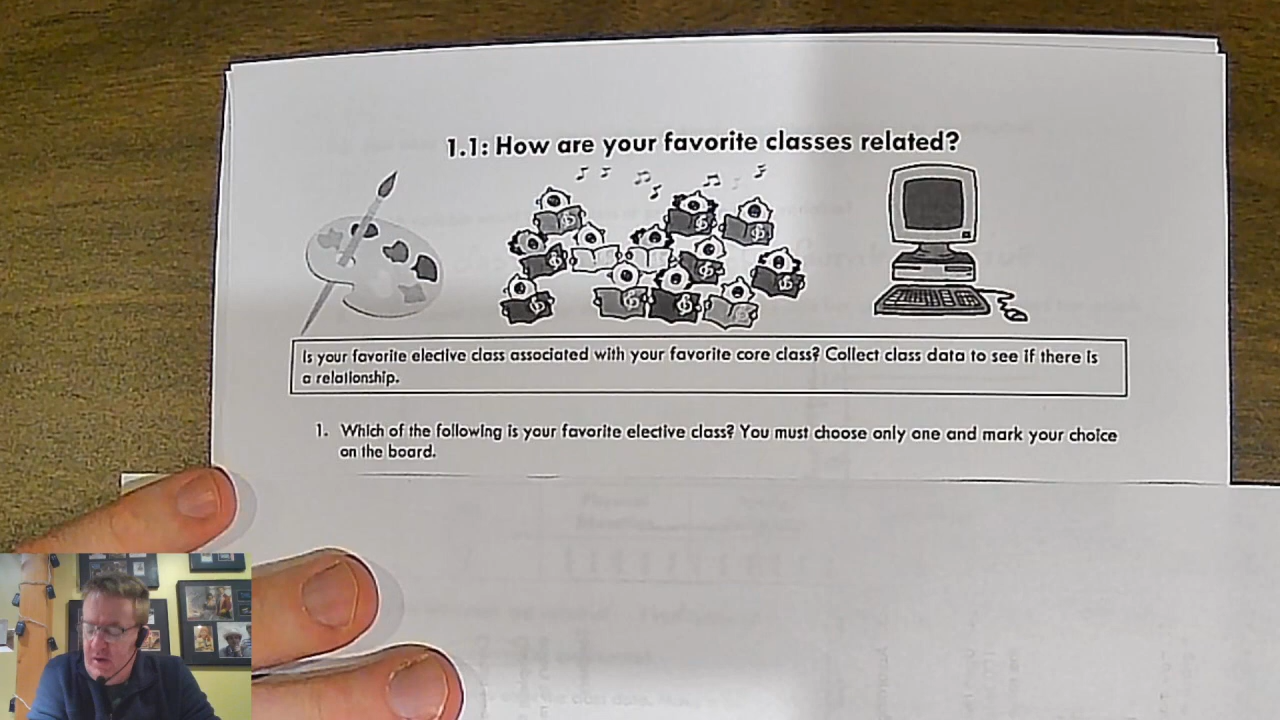 1.1: How are your favorite classes related?
Is your favorite elective class associated with your favorite core class? Collect class data to see if there is
a relationship.
1. Which of the following is your favorite elective class? You must choose only one and mark your choice
on the board.